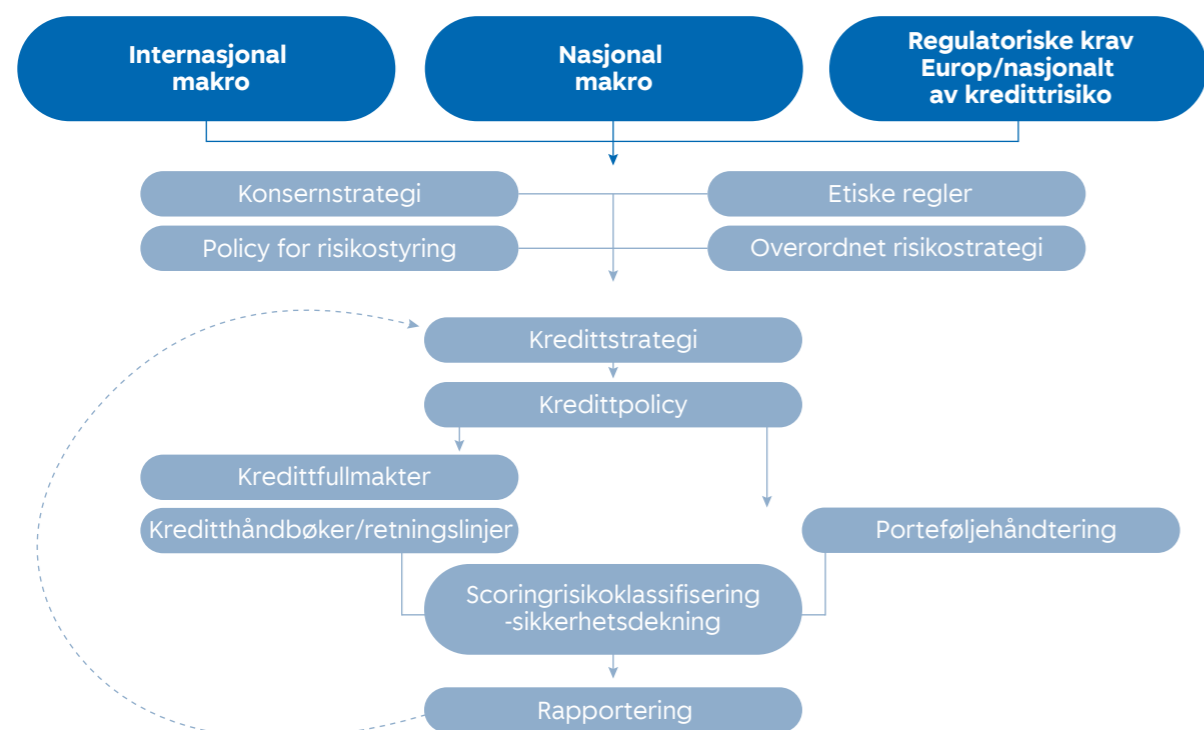 Internasjonal
makro
Nasjonal
makro
Regulatoriske krav
Europ/nasjonalt
av kredittrisiko
Konsernstrategi
Etiske regler
Policy for risikostyring
Overordnet risikostrategi
Kredittstrategi
Kredittpolicy
Kredittfullmakter
Kreditthåndbøker/retningslinjer
Porteføljehåndtering
Scoringrisikoklassifisering
-sikkerhetsdekning
Rapportering